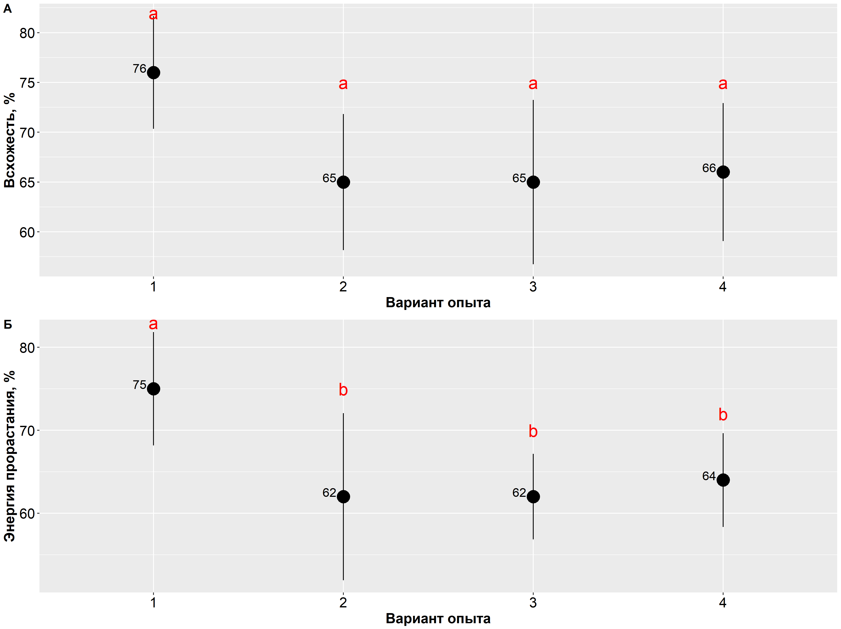 А
Всхожесть, %
80
75
70
65
60
a
a
a
a
76
65
65
66
1
2
3
4
Вариант опыта
Б
Энергия прорастания, %
80
70
60
a
b
b
b
75
62
62
64
1
2
3
4
Вариант опыта